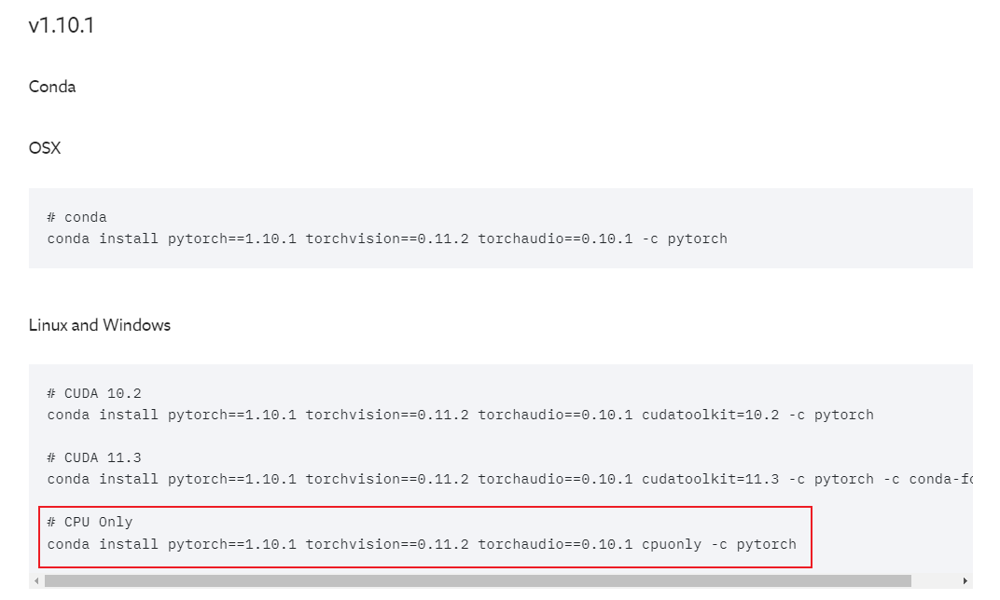 v1.10.1
Conda
OSX
# conda
conda install pytorch==1.10.1 torchvision==0.11.2 torchaudio==0.10.1 -c pytorch
Linux and Windows
# CUDA 10.2
conda install pytorch==1.10.1 torchvision==0.11.2 torchaudio==0.10.1 cudatoolkit=10.2 -c pytorch
# CUDA 11.3
conda install pytorch==1.10.1 torchvision==0.11.2 torchaudio==0.10.1 cudatoolkit=11.3 -c pytorch -c
# CPU Only
conda install pytorch==1.10.1 torchvision==0.11.2 torchaudio==0.10.1 cpuonly -c pytorch